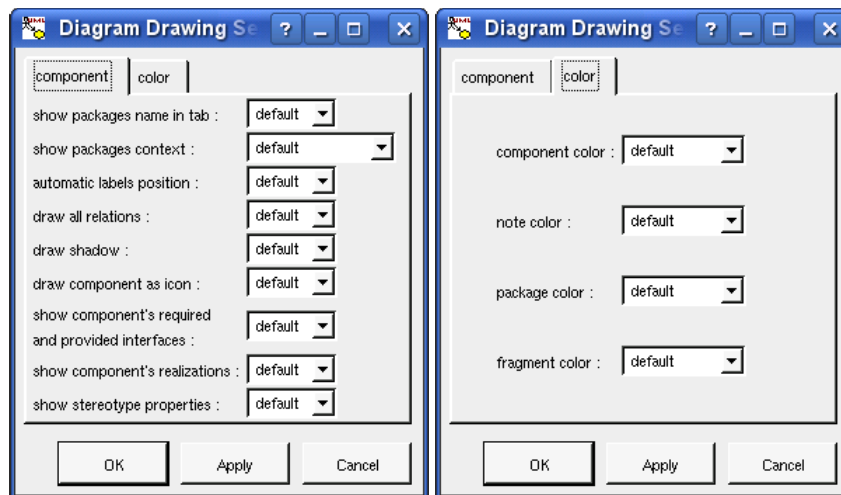 Diagram Drawing Se
component
color
show packages name in tab :
default
show packages context :
default
automatic labels position :
default
draw all relations :
default
draw shadow :
default
draw component as icon :
default
show component's required
and provided interfaces :
default
show component's realizations :
default
show stereotype properties :
default
OK
Apply
Cancel
Diagram Drawing Se
component
color
component color :
default
note color :
default
package color :
default
fragment color :
default
OK
Apply
Cancel